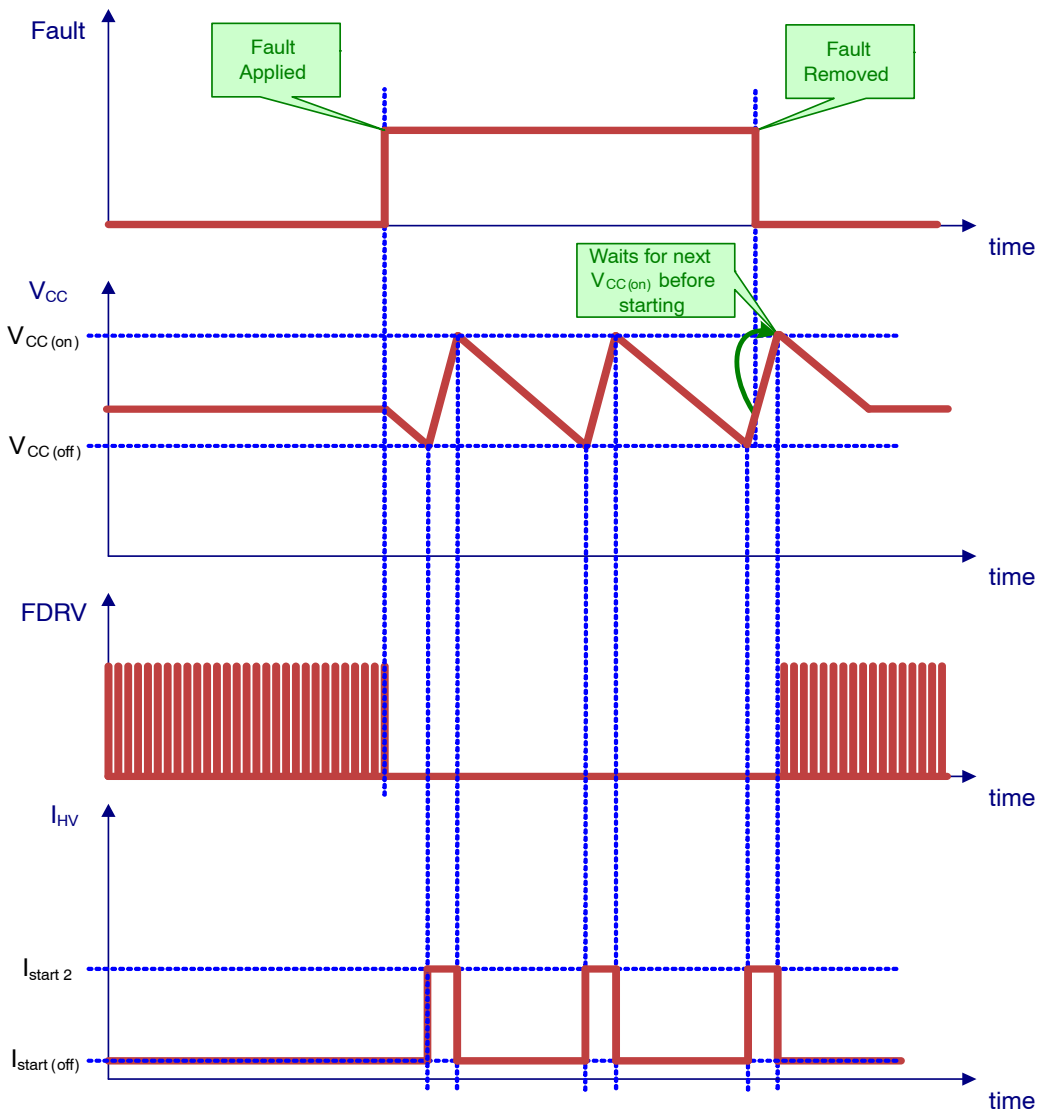 Fault
Fault
Applied
Fault
Removed
time
Waits for next
VCC(on) before
starting
VCC
VCC(on)
VCC(off)
time
FDRV
time
IHV
Istart 2
Istart(off)
time